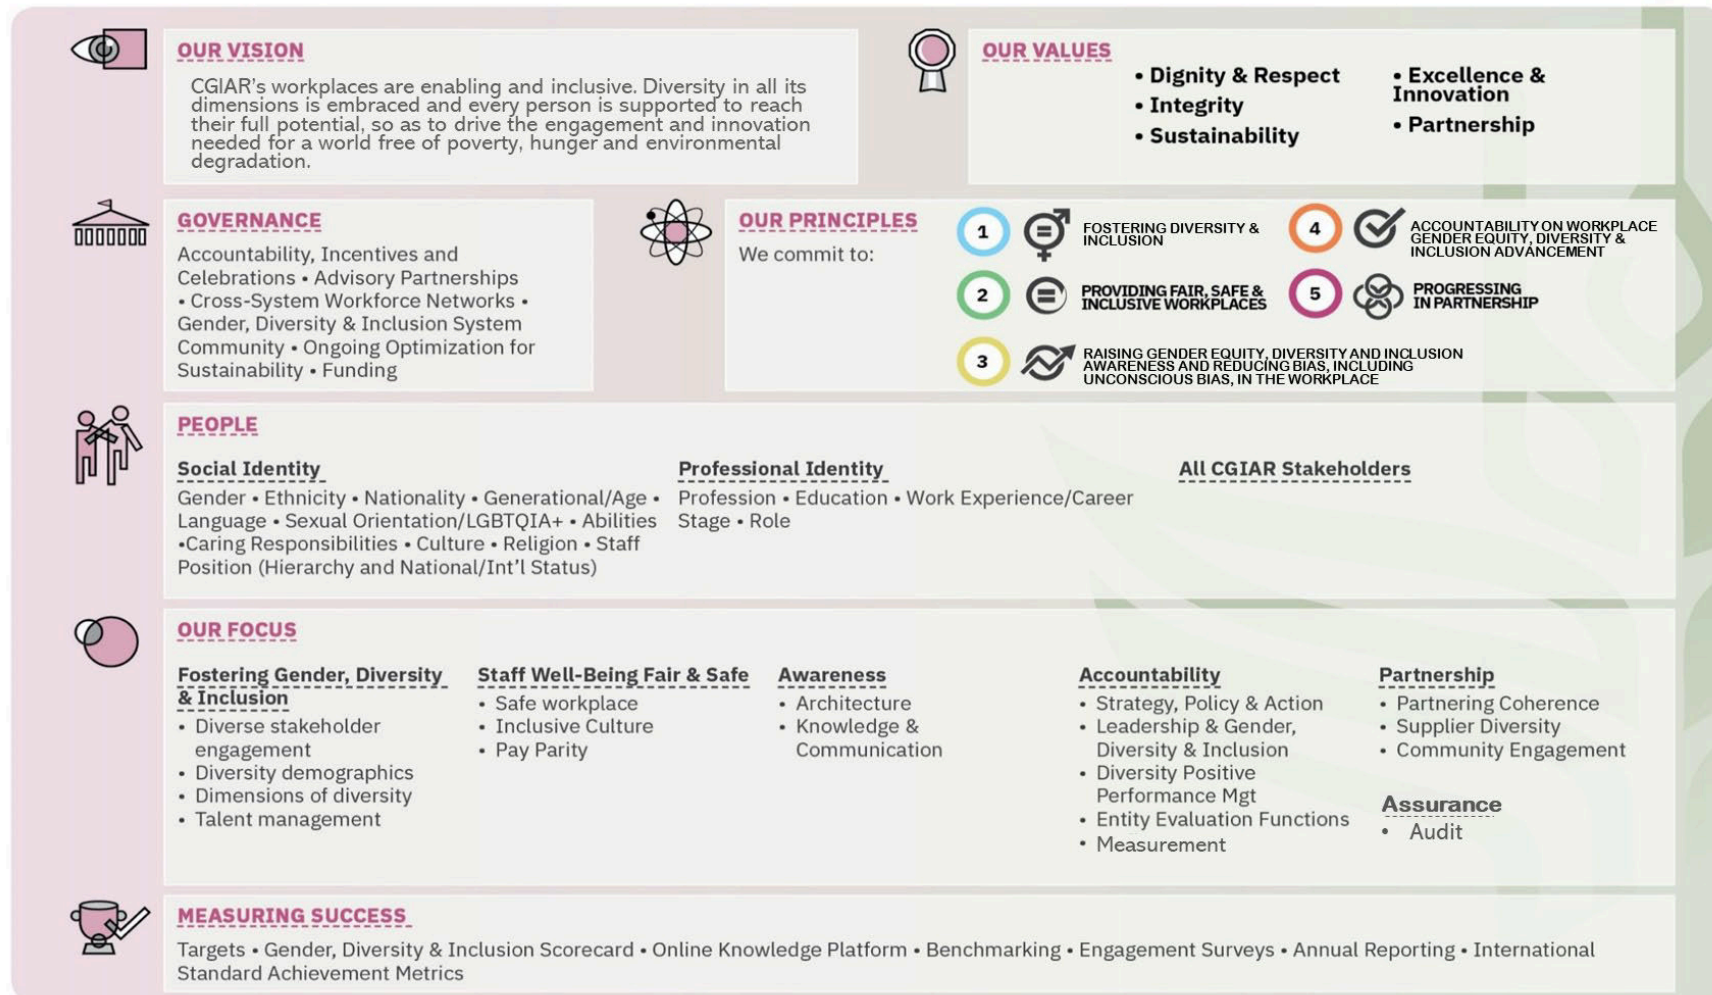 OUR VISION
CGIAR's workplaces are enabling and inclusive. Diversity in all its
dimensions is embraced and every person is supported to reach
their full potential, so as to drive the engagement and innovation
needed for a world free of poverty, hunger and environmental
degradation.
OUR VALUES
• Dignity & Respect
• Integrity
• Sustainability
• Excellence &
Innovation
• Partnership
GOVERNANCE
Accountability, Incentives and
Celebrations • Advisory Partnerships
• Cross-System Workforce Networks •
Gender, Diversity & Inclusion System
Community • Ongoing Optimization for
Sustainability • Funding
OUR PRINCIPLES
We commit to:
1
FOSTERING DIVERSITY &
INCLUSION
2
PROVIDING FAIR, SAFE &
INCLUSIVE WORKPLACES
3
RAISING GENDER EQUITY, DIVERSITY AND INCLUSION
AWARENESS AND REDUCING BIAS, INCLUDING
UNCONSCIOUS BIAS, IN THE WORKPLACE
4
ACCOUNTABILITY ON WORKPLACE
GENDER EQUITY, DIVERSITY &
INCLUSION ADVANCEMENT
5
PROGRESSING
IN PARTNERSHIP
PEOPLE
Social Identity
Gender • Ethnicity • Nationality • Generational/Age •
Language • Sexual Orientation/LGBTQIA+ • Abilities
•Caring Responsibilities • Culture • Religion • Staff
Position (Hierarchy and National/Int'l Status)
Professional Identity
Profession • Education • Work Experience/Career
Stage • Role
All CGIAR Stakeholders
OUR FOCUS
Fostering Gender, Diversity
& Inclusion
• Diverse stakeholder
engagement
• Diversity demographics
• Dimensions of diversity
• Talent management
Staff Well-Being Fair & Safe
• Safe workplace
• Inclusive Culture
• Pay Parity
Awareness
• Architecture
• Knowledge &
Communication
Accountability
• Strategy, Policy & Action
• Leadership & Gender,
Diversity & Inclusion
• Diversity Positive
Performance Mgt
• Entity Evaluation Functions
• Measurement
Partnership
• Partnering Coherence
• Supplier Diversity
• Community Engagement
Assurance
• Audit
MEASURING SUCCESS
Targets • Gender, Diversity & Inclusion Scorecard • Online Knowledge Platform • Benchmarking • Engagement Surveys • Annual Reporting • International
Standard Achievement Metrics